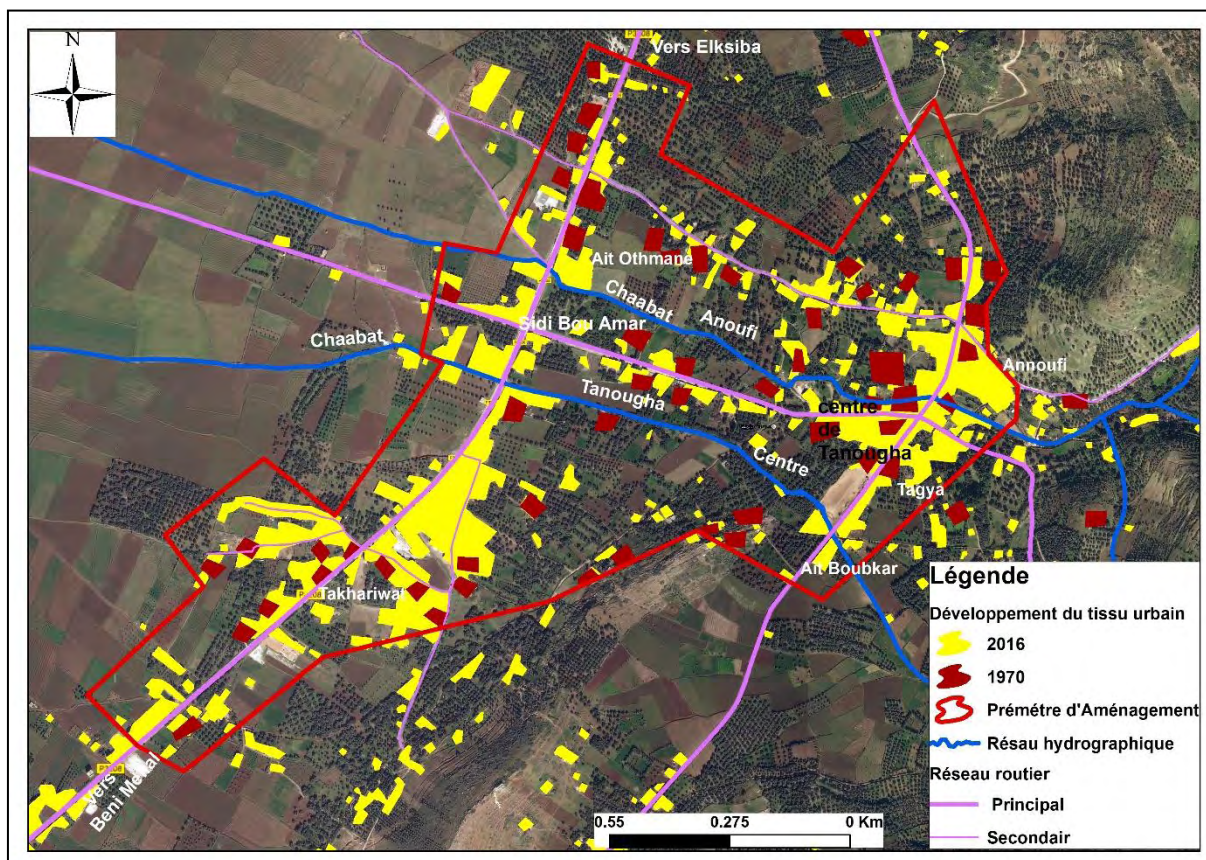 N
Vers Elksiba
Ait Othmane
Chaabat
Anoufi
Sidi Bou Amar
Chaabat
Tanougha
Centre
Annoufi
centre
de
Tanougha
Tagya
Ait Boubkar
Takhariwat
vers
Beni Mellal
Légende
Développement du tissu urbain
2016
1970
Prémétre d'Aménagement
Résau hydrographique
Réseau routier
Principal
Secondair
0.55 0.275 0 Km